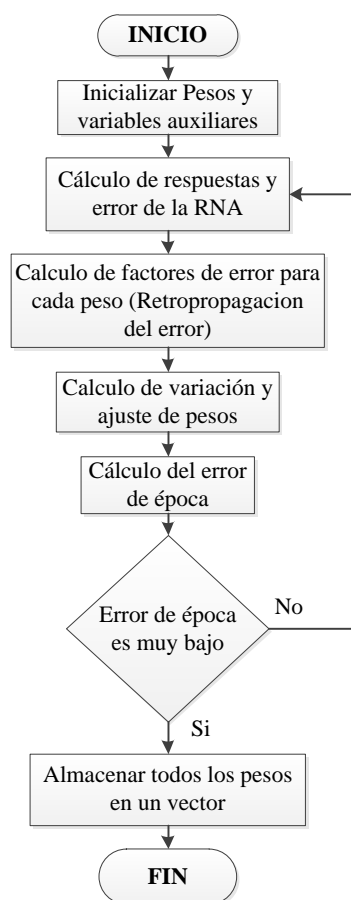 INICIO
Inicializar Pesos y
variables auxiliares
Cálculo de respuestas y
error de la RNA
Calculo de factores de error para
cada peso (Retropropagacion
del error)
Calculo de variación y
ajuste de pesos
Cálculo del error
de época
Error de época
es muy bajo
No
Si
Almacenar todos los pesos
en un vector
FIN